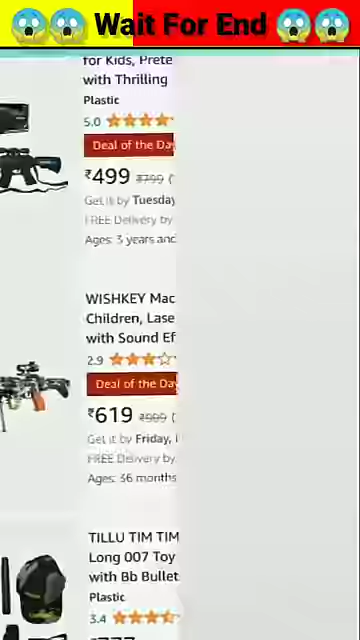 Wait For End
for Kids, Prete
with Thrilling
Plastic
5.0
Deal of the Day
₹499 ₹799 (
Get it by Tuesday
FREE Delivery by
Ages: 3 years and
WISHKEY Mac
Children, Lase
with Sound Ef
2.9
Deal of the Day
₹619 ₹909 (
Get it by Friday,
FREE Delivery by
Ages: 36 months
TILLU TIM TIM
Long 007 Toy
with Bb Bullet
Plastic
3.4